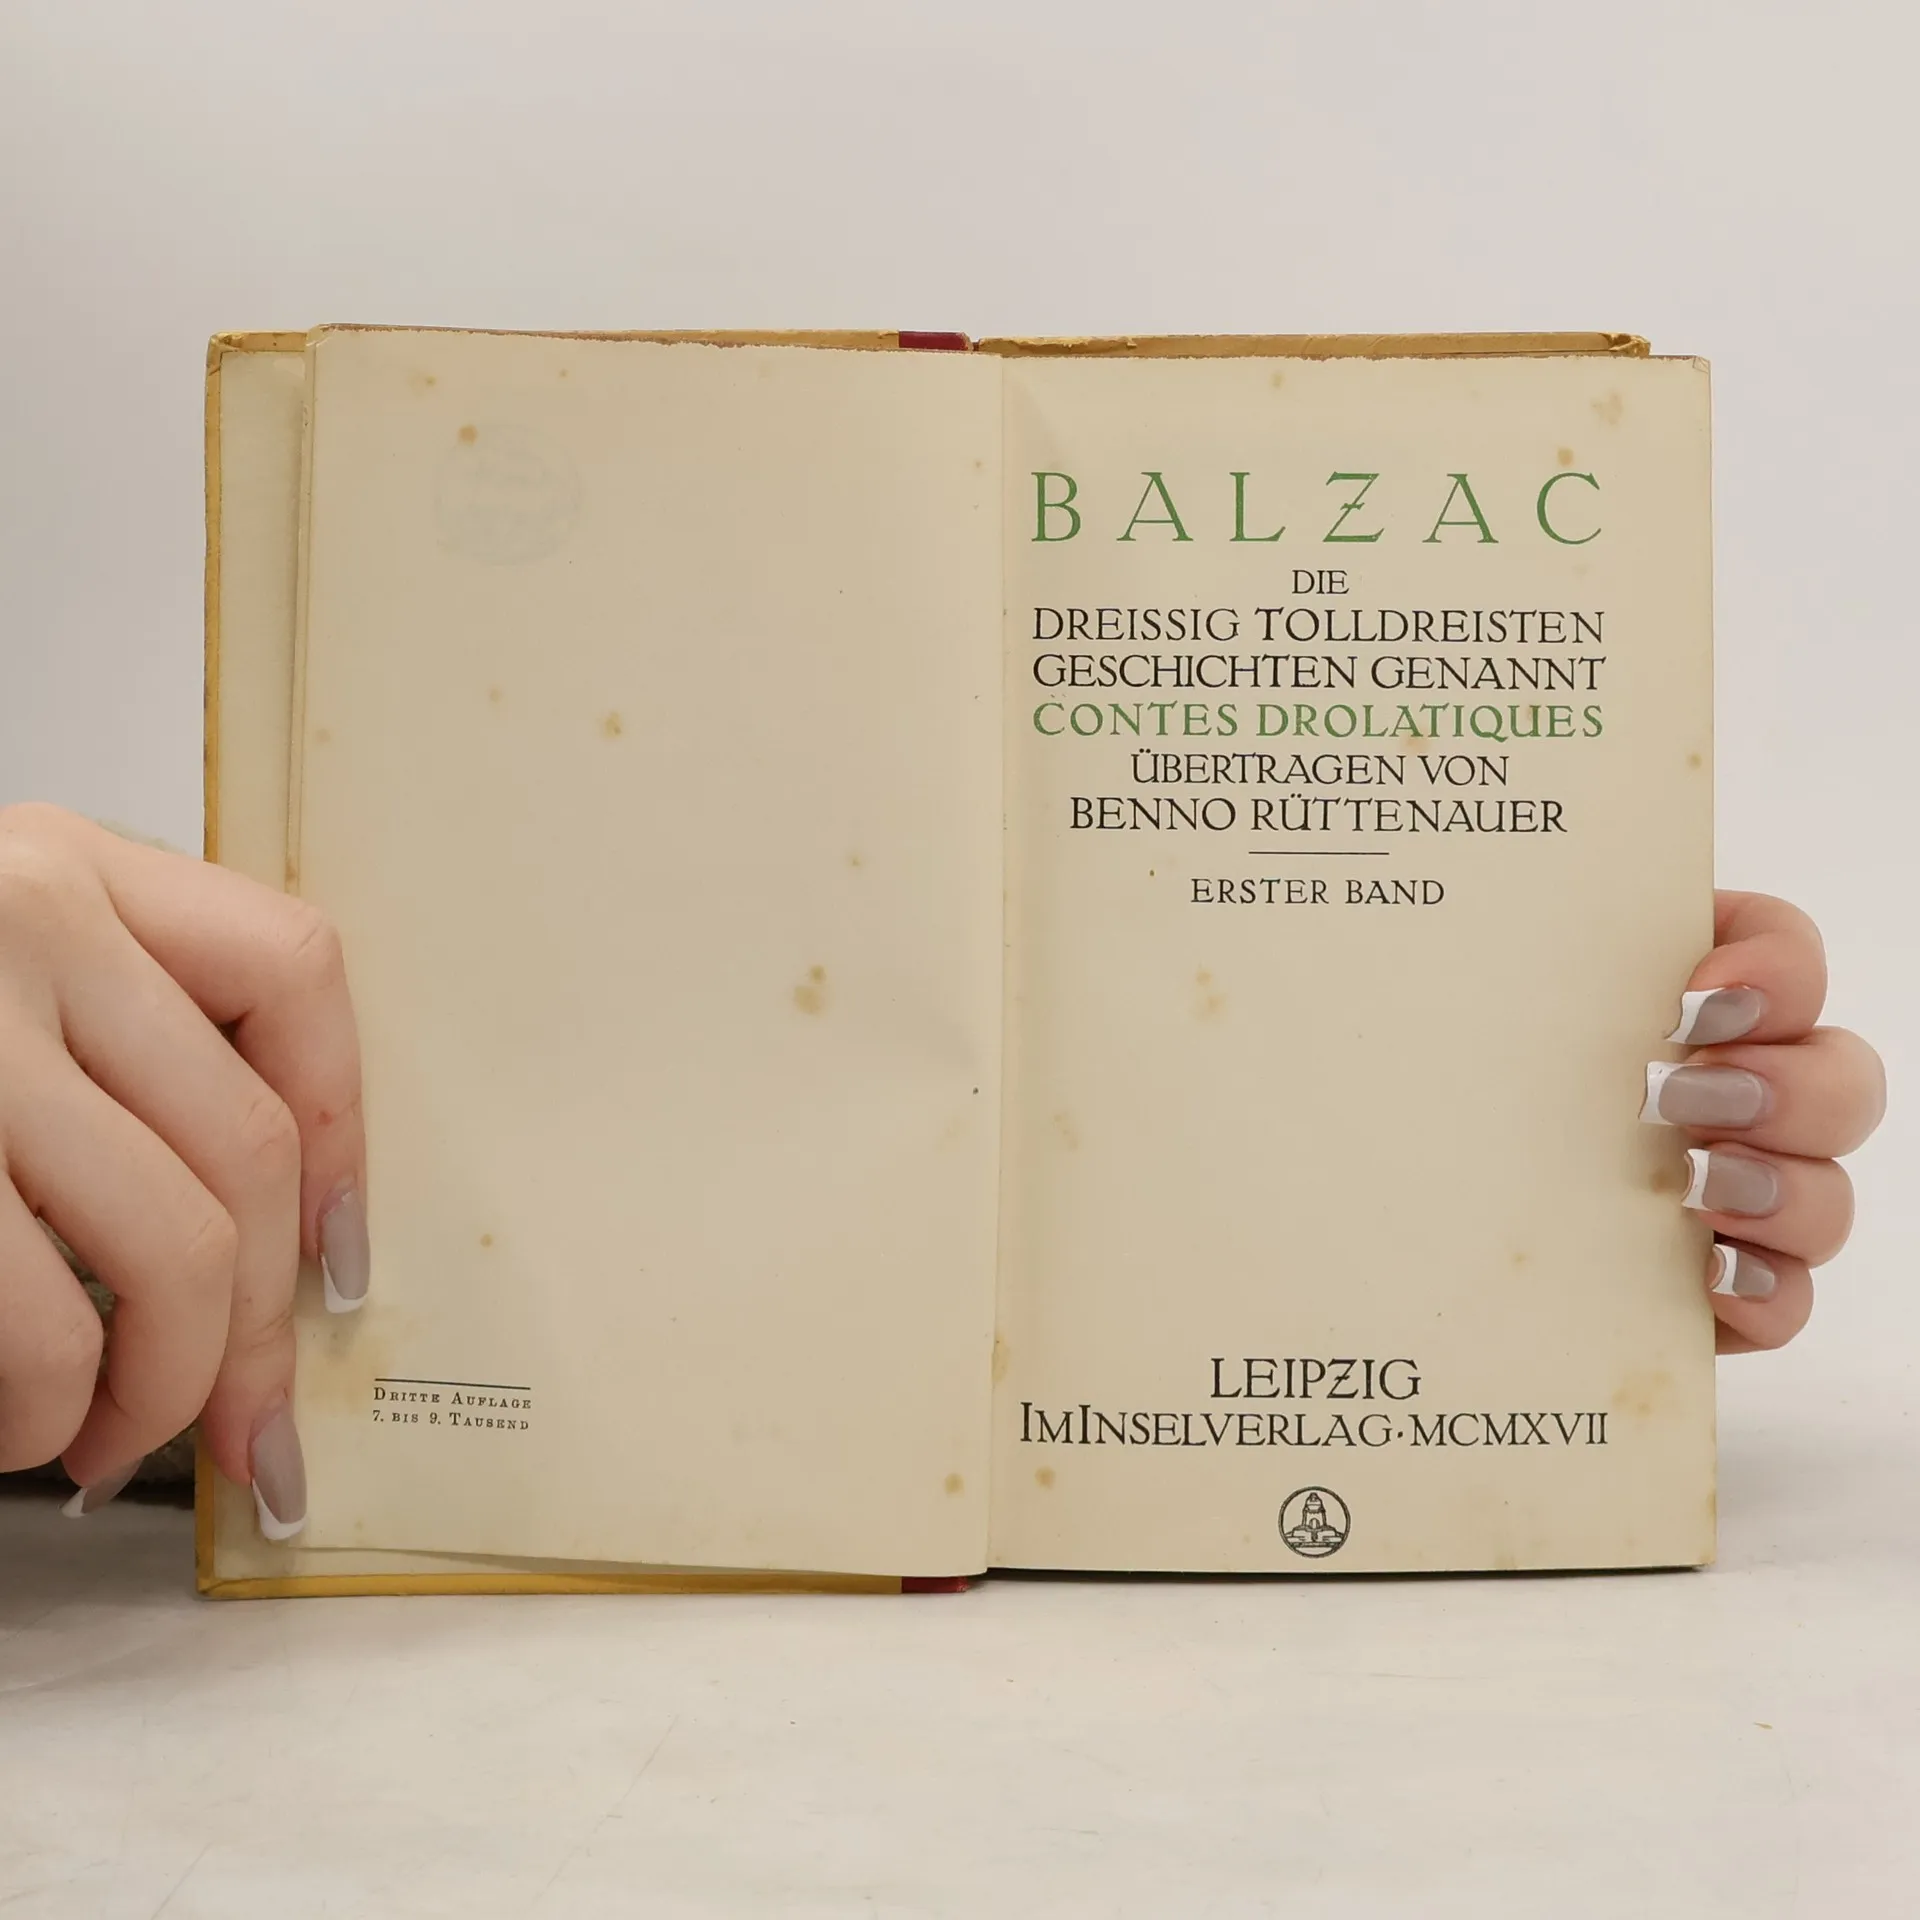 DRITTE AUFLAGE
7. BIS 9. TAUSEND
BALZAC
DIE
DREISSIG TOLLDREISTEN
GESCHICHTEN GENANNT
CONTES DROLATIQUES
ÜBERTRAGEN VON
BENNO RÜTTENAUER
ERSTER BAND
LEIPZIG
IM INSELVERLAG · MCMXVII